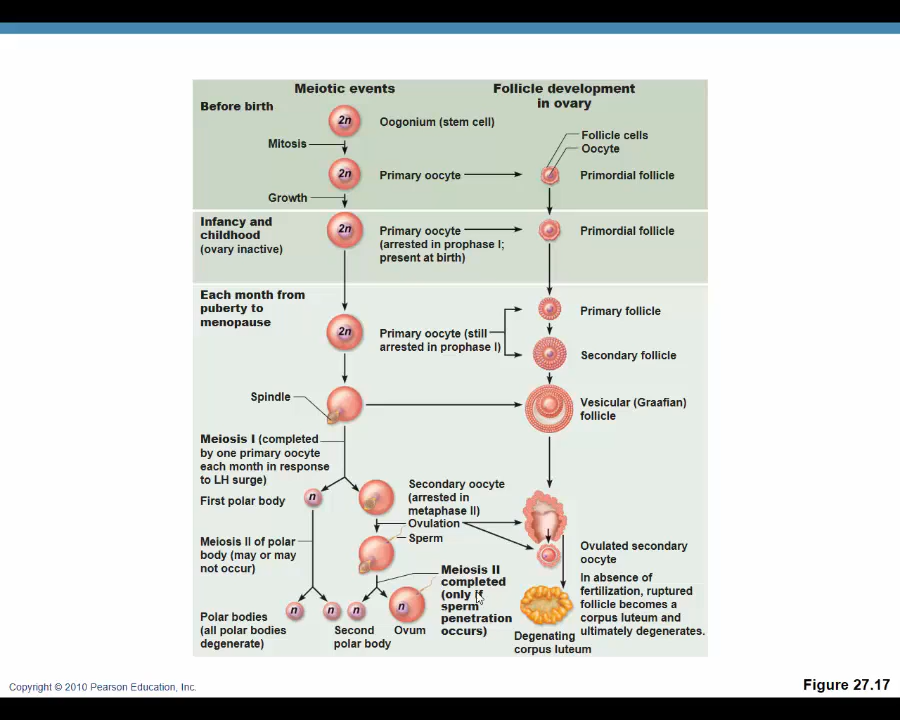 Meiotic events
Follicle development
in ovary
Before birth
2n
Oogonium (stem cell)
Follicle cells
Oocyte
Mitosis
2n
Primary oocyte
Primordial follicle
Growth
Infancy and
childhood
(ovary inactive)
2n
Primary oocyte
(arrested in prophase I;
present at birth)
Primordial follicle
Each month from
puberty to
menopause
2n
Primary oocyte (still
arrested in prophase I)
Primary follicle
Secondary follicle
Spindle
Vesicular (Graafian)
follicle
Meiosis I (completed
by one primary oocyte
each month in response
to LH surge)
First polar body
n
Secondary oocyte
(arrested in
metaphase II)
Ovulation
Sperm
Meiosis II of polar
body (may or may
not occur)
Ovulated secondary
oocyte
Meiosis II
completed
(only if
sperm
penetration
occurs)
In absence of
fertilization, ruptured
follicle becomes a
corpus luteum and
ultimately degenerates.
n
n
n
n
Polar bodies
(all polar bodies
degenerate)
Second
polar body
Ovum
Degenating
corpus luteum
Copyright © 2010 Pearson Education, Inc.
Figure 27.17